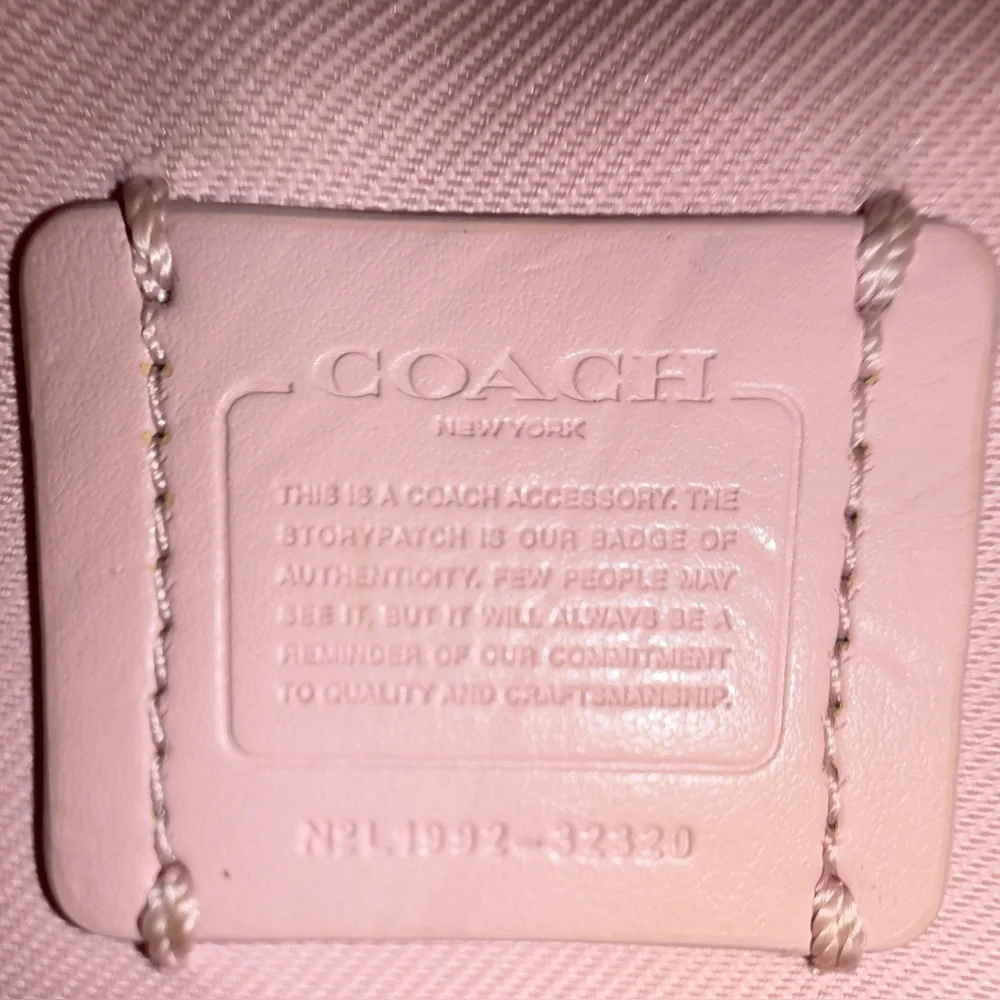 COACH
NEW YORK
THIS IS A COACH ACCESSORY. THE
STORYPATCH IS OUR BADGE OF
AUTHENTICITY. FEW PEOPLE MAY
SEE IT, BUT IT WILL ALWAYS BE A
REMINDER OF OUR COMMITMENT
TO QUALITY AND CRAFTSMANSHIP.
Nº L1992-32320